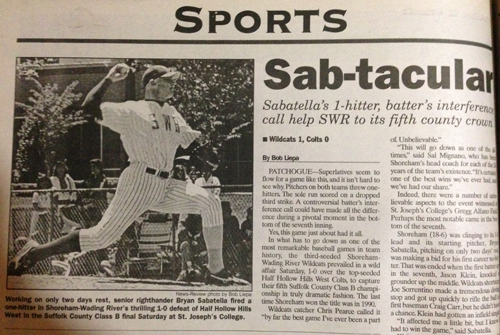 SPORTS
Sab-tacular
Sabatella's 1-hitter, batter's interference
call help SWR to its fifth county crown
■ Wildcats 1, Colts 0
By Bob Liepa
PATCHOGUE—Superlatives seem to
flow for a game like this, and it isn't hard to
see why. Pitchers on both teams threw one-
hitters. The sole run scored on a dropped
third strike. A controversial batter's inter-
ference call could have made all the differ-
ence during a pivotal moment in the bot-
tom of the seventh inning.
Yes, this game just about had it all.
In what has to go down as one of the
most remarkable baseball games in team
history, the third-seeded Shoreham-
Wading River Wildcats prevailed in a wild
affair Saturday, 1-0 over the top-seeded
Half Hollow Hills West Colts, to capture
their fifth Suffolk County Class B champi-
onship in truly dramatic fashion. The last
time Shoreham won the title was in 1990.
Wildcats catcher Chris Pearce called it
"by far the best game I've ever been a part
of. Unbelievable."
"This will go down as one of the
times," said Sal Mignano, who has
Shoreham's head coach for each of the
years of the team's existence. "It's certainly
one of the best wins we've ever had and
we've had our share."
Indeed, there were a number of
believable aspects to the event witnessed
St. Joseph's College's Gregg Alfano
Perhaps the most notable came in the
tom of the seventh.
Shoreham (18-6) was clinging to its
lead and its starting pitcher,
Sabatella, pitching on only two days'
was making a bid for his first career
ter. That was ended when the first batter
in the seventh, Jason Klein, knocked
grounder up the middle. Wildcats
Joe Sorrentino made a tremendous
stop and got up quickly to rifle the
first baseman Craig Carr, but he didn't
a chance. Klein had gotten an infield
"It affected me a little bit, but I
to win the game," said Sabatella
News-Review photo by Bob Liepa
Working on only two days rest, senior righthander Bryan Sabatella fired a
one-hitter in Shoreham-Wading River's thrilling 1-0 defeat of Half Hollow Hills
West in the Suffolk County Class B final Saturday at St. Joseph's College.
SWR